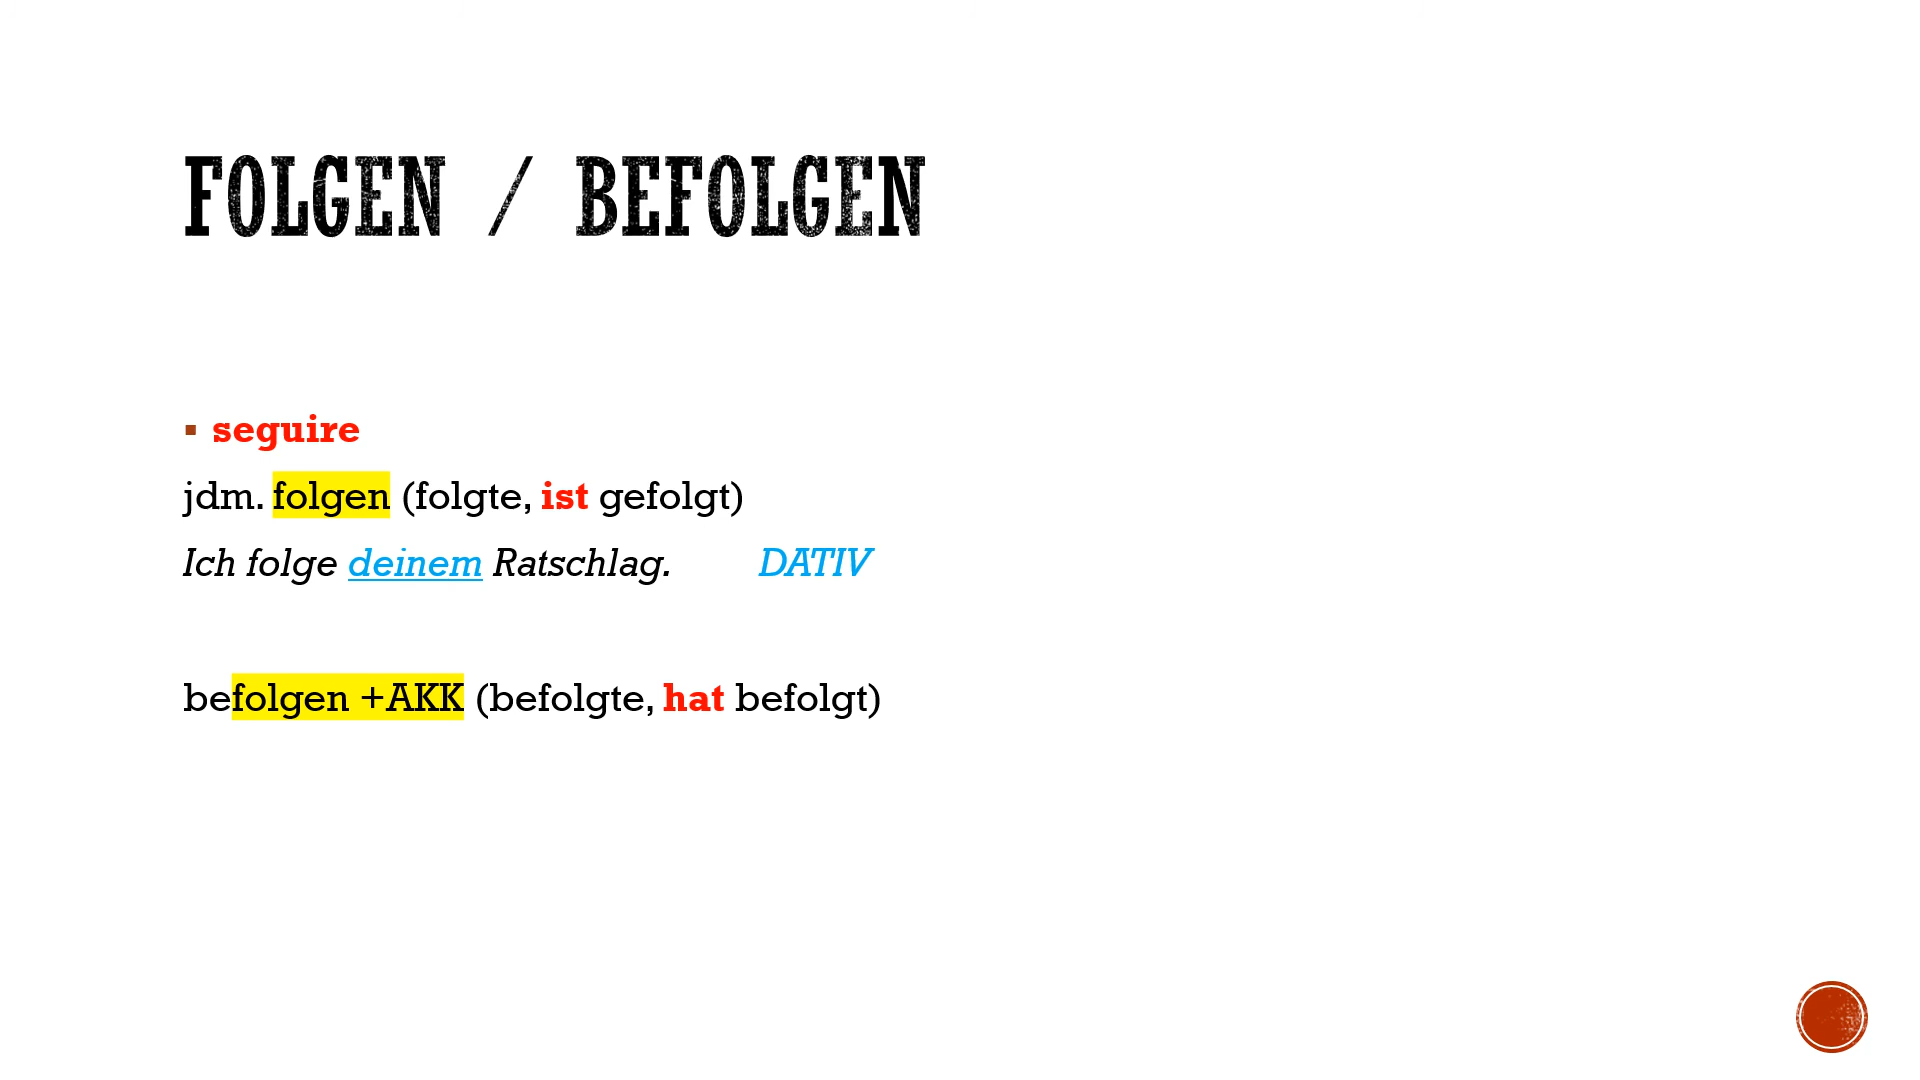 FOLGEN / BEFOLGEN
▪ seguire
jdm. folgen (folgte, ist gefolgt)
Ich folge deinem Ratschlag. DATIV
befolgen +AKK (befolgte, hat befolgt)